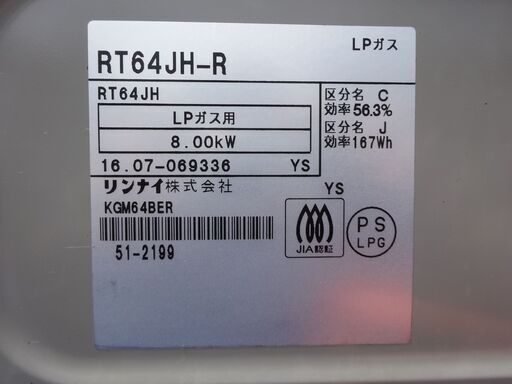 LPガス
RT64JH-R
RT64JH
区分名 C
LPガス用
効率56.3%
8.00kW
区分名 J
効率167Wh
16.07-069336 YS
リンナイ株式会社
YS
KGM64BER
51-2199
JIA認証
PS
LPG